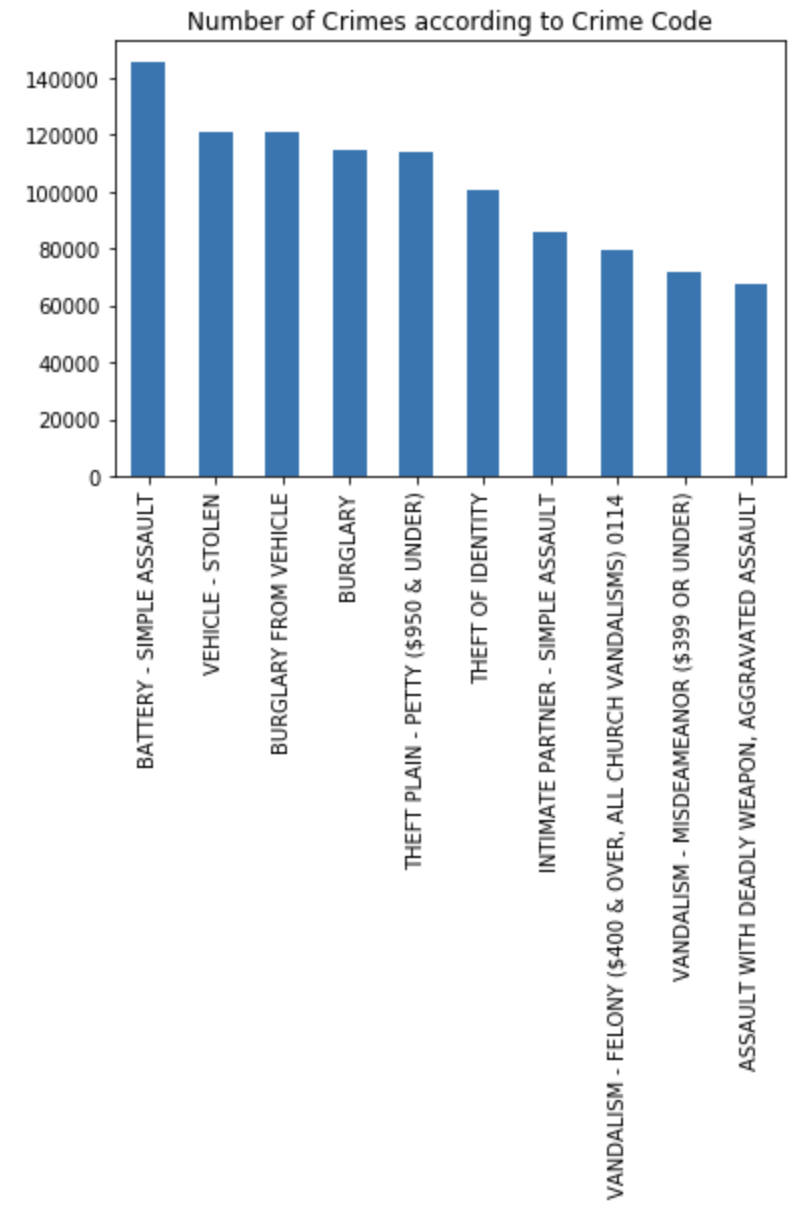 Number of Crimes according to Crime Code
140000
120000
100000
80000
60000
40000
20000
0
BATTERY - SIMPLE ASSAULT
VEHICLE - STOLEN
BURGLARY FROM VEHICLE
BURGLARY
THEFT PLAIN - PETTY ($950 & UNDER)
THEFT OF IDENTITY
INTIMATE PARTNER - SIMPLE ASSAULT
VANDALISM - FELONY ($400 & OVER, ALL CHURCH VANDALISMS) 0114
VANDALISM - MISDEAMEANOR ($399 OR UNDER)
ASSAULT WITH DEADLY WEAPON, AGGRAVATED ASSAULT